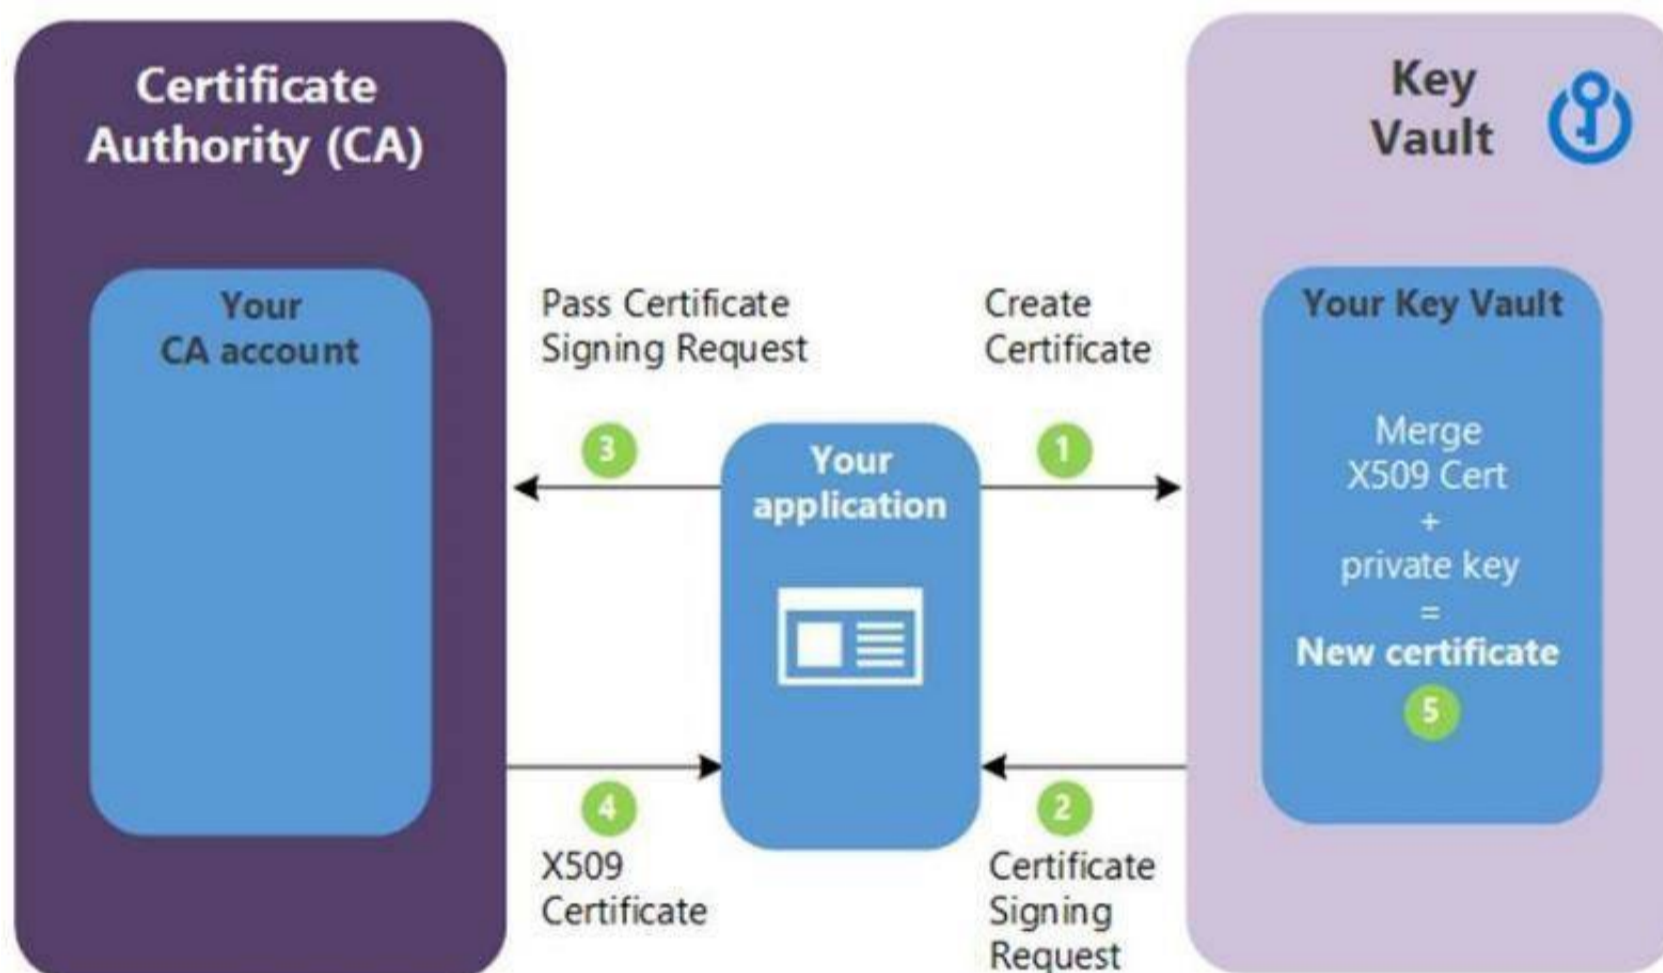 Certificate
Authority (CA)
Your
CA account
Pass Certificate
Signing Request
3
4
X509
Certificate
Your
application
Create
Certificate
1
2
Certificate
Signing
Request
Key
Vault
Your Key Vault
Merge
X509 Cert
+
private key
=
New certificate
5